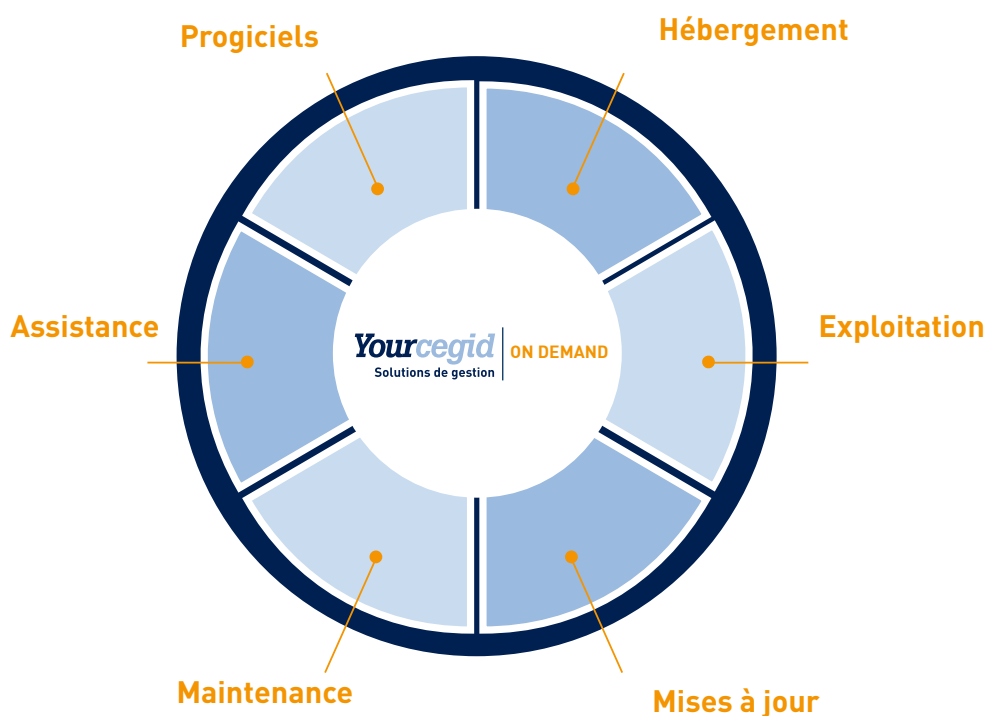 Progiciels
Hébergement
Assistance
Exploitation
Yourcegid
Solutions de gestion
ON DEMAND
Maintenance
Mises à jour